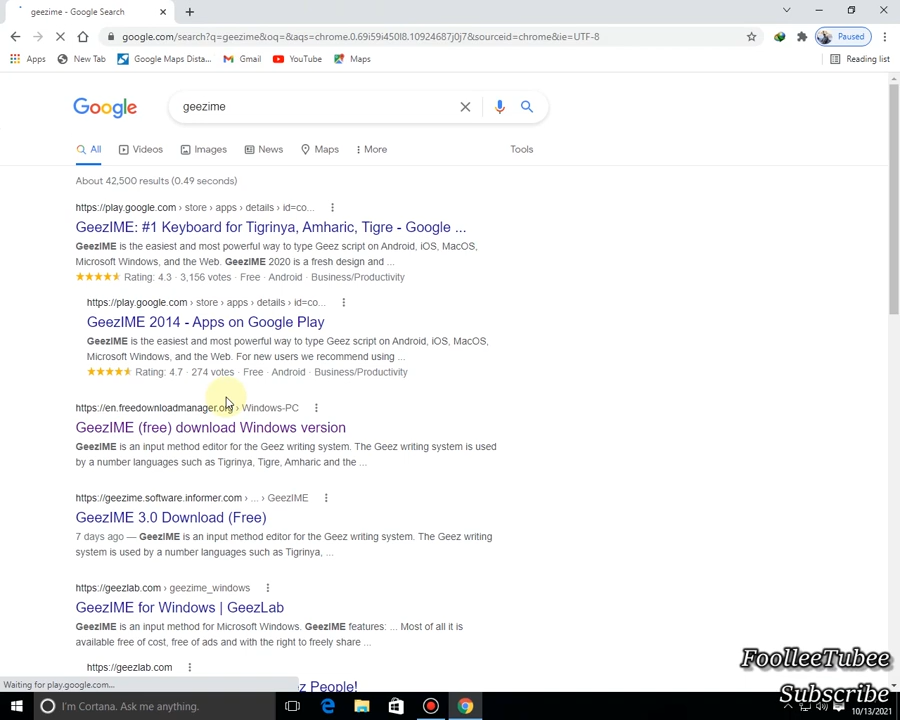 geezime - Google Search
google.com/search?q=geezime&oq=&aqs=chrome.0.69i59i450l8.10924687j0j7&sourceid=chrome&ie=UTF-8
Paused
Apps New Tab Google Maps Dista... Gmail YouTube Maps Reading list
Google geezime
All Videos Images News Maps More Tools
About 42,500 results (0.49 seconds)
https://play.google.com › store › apps › details › id=co...
GeezIME: #1 Keyboard for Tigrinya, Amharic, Tigre - Google ...
GeezIME is the easiest and most powerful way to type Geez script on Android, iOS, MacOS,
Microsoft Windows, and the Web. GeezIME 2020 is a fresh design and ...
Rating: 4.3 · 3,156 votes · Free · Android · Business/Productivity
https://play.google.com › store › apps › details › id=co...
GeezIME 2014 - Apps on Google Play
GeezIME is the easiest and most powerful way to type Geez script on Android, iOS, MacOS,
Microsoft Windows, and the Web. For new users we recommend using ...
Rating: 4.7 · 274 votes · Free · Android · Business/Productivity
https://en.freedownloadmanager.org › Windows-PC
GeezIME (free) download Windows version
GeezIME is an input method editor for the Geez writing system. The Geez writing system is used
by a number languages such as Tigrinya, Tigre, Amharic and the ...
https://geezime.software.informer.com › ... › GeezIME
GeezIME 3.0 Download (Free)
7 days ago — GeezIME is an input method editor for the Geez writing system. The Geez writing
system is used by a number of languages such as Tigrinya, ...
https://geezlab.com › geezime_windows
GeezIME for Windows | GeezLab
GeezIME is an input method for Microsoft Windows. GeezIME features: ... Most of all it is
available free of cost, free of ads and with the right to freely share ...
https://geezlab.com
z People!
Waiting for play.google.com...
FoolleeTubee
Subscribe
I'm Cortana. Ask me anything.
10/13/2021